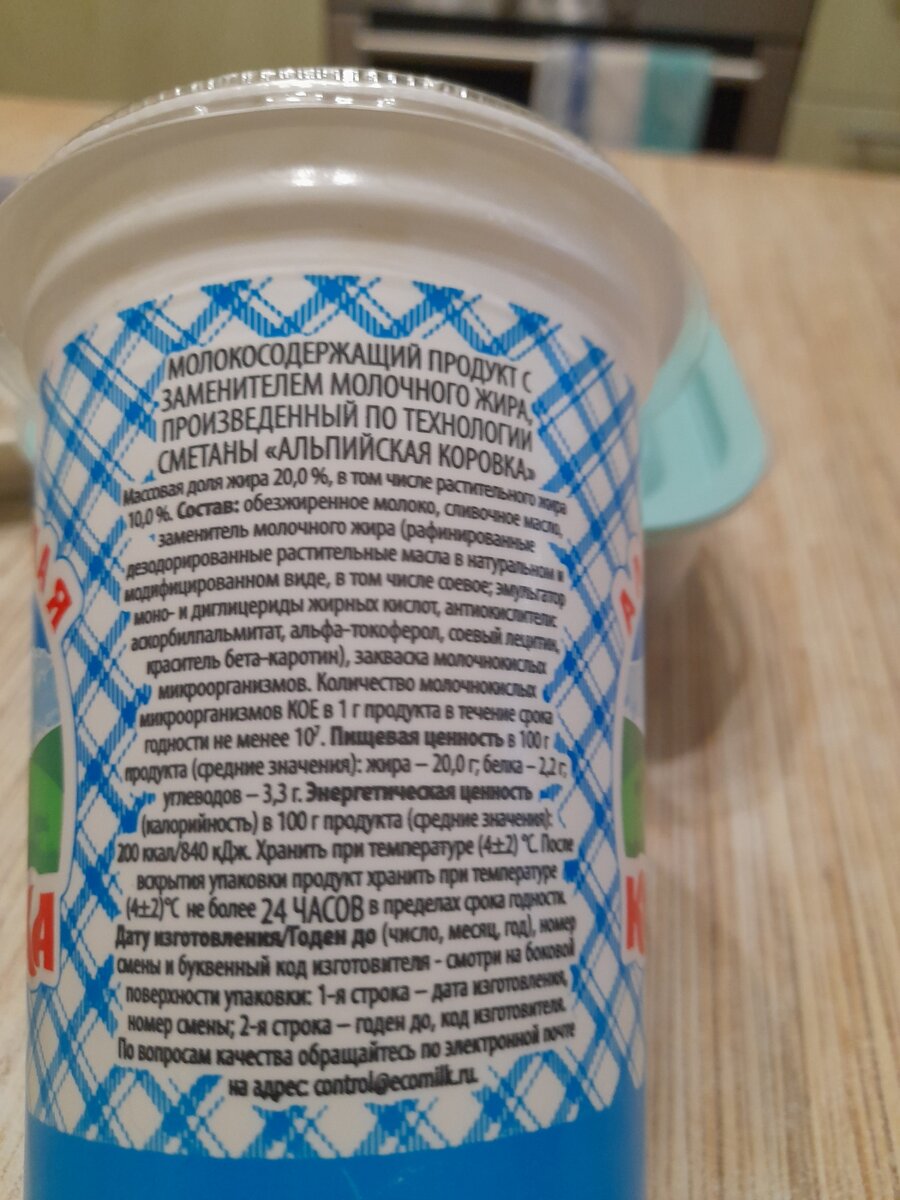 МОЛОКОСОДЕРЖАЩИЙ ПРОДУКТ С
ЗАМЕНИТЕЛЕМ МОЛОЧНОГО ЖИРА,
ПРОИЗВЕДЕННЫЙ ПО ТЕХНОЛОГИИ
СМЕТАНЫ «АЛЬПИЙСКАЯ КОРОВКА»
Массовая доля жира 20,0 %, в том числе растительного жира
10,0 %. Состав: обезжиренное молоко, сливочное масло,
заменитель молочного жира (рафинированные
дезодорированные растительные масла в натуральном и
модифицированном виде, в том числе соевое; эмульгатор
моно- и диглицериды жирных кислот, антиокислители:
аскорбилпальмитат, альфа-токоферол, соевый лецитин,
краситель бета-каротин), закваска молочнокислых
микроорганизмов. Количество молочнокислых
микроорганизмов КОЕ в 1 г продукта в течение срока
годности не менее 10⁷. Пищевая ценность в 100 г
продукта (средние значения): жира – 20,0 г; белка – 2,2 г;
углеводов – 3,3 г. Энергетическая ценность
(калорийность) в 100 г продукта (средние значения):
200 ккал/840 кДж. Хранить при температуре (4±2) °С. После
вскрытия упаковки продукт хранить при температуре
(4±2)°С не более 24 ЧАСОВ в пределах срока годности.
Дату изготовления/Годен до (число, месяц, год), номер
смены и буквенный код изготовителя - смотри на боковой
поверхности упаковки: 1-я строка – дата изготовления,
номер смены; 2-я строка – годен до, код изготовителя.
По вопросам качества обращайтесь по электронной почте
на адрес: control@ecomilk.ru.